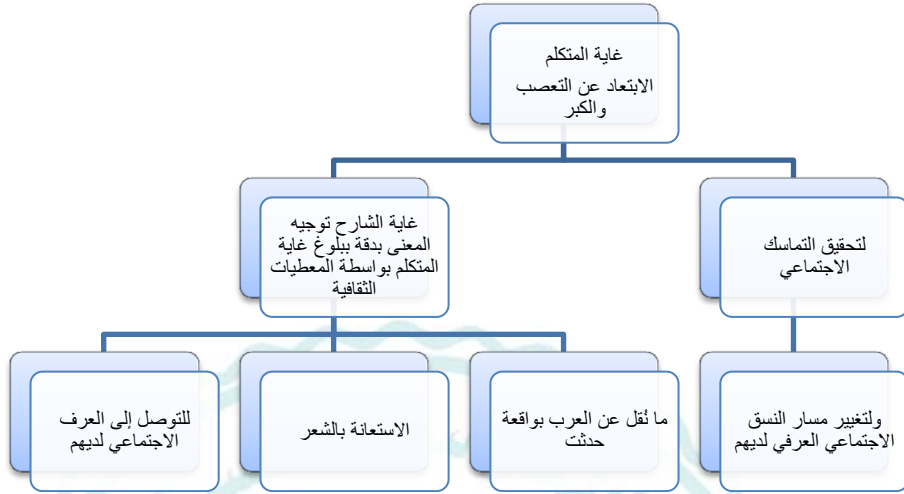 غاية المتكلم
الابتعاد عن التعصب
والكبر
لتحقيق التماسك
الاجتماعي
غاية الشارح توجيه
المعنى بدقة ببلوغ غاية
المتكلم بواسطة المعطيات
الثقافية
ولتغيير مسار النسق
الاجتماعي العرفي لديهم
ما نُقل عن العرب بواقعة
حدثت
الاستعانة بالشعر
للتوصل إلى العرف
الاجتماعي لديهم